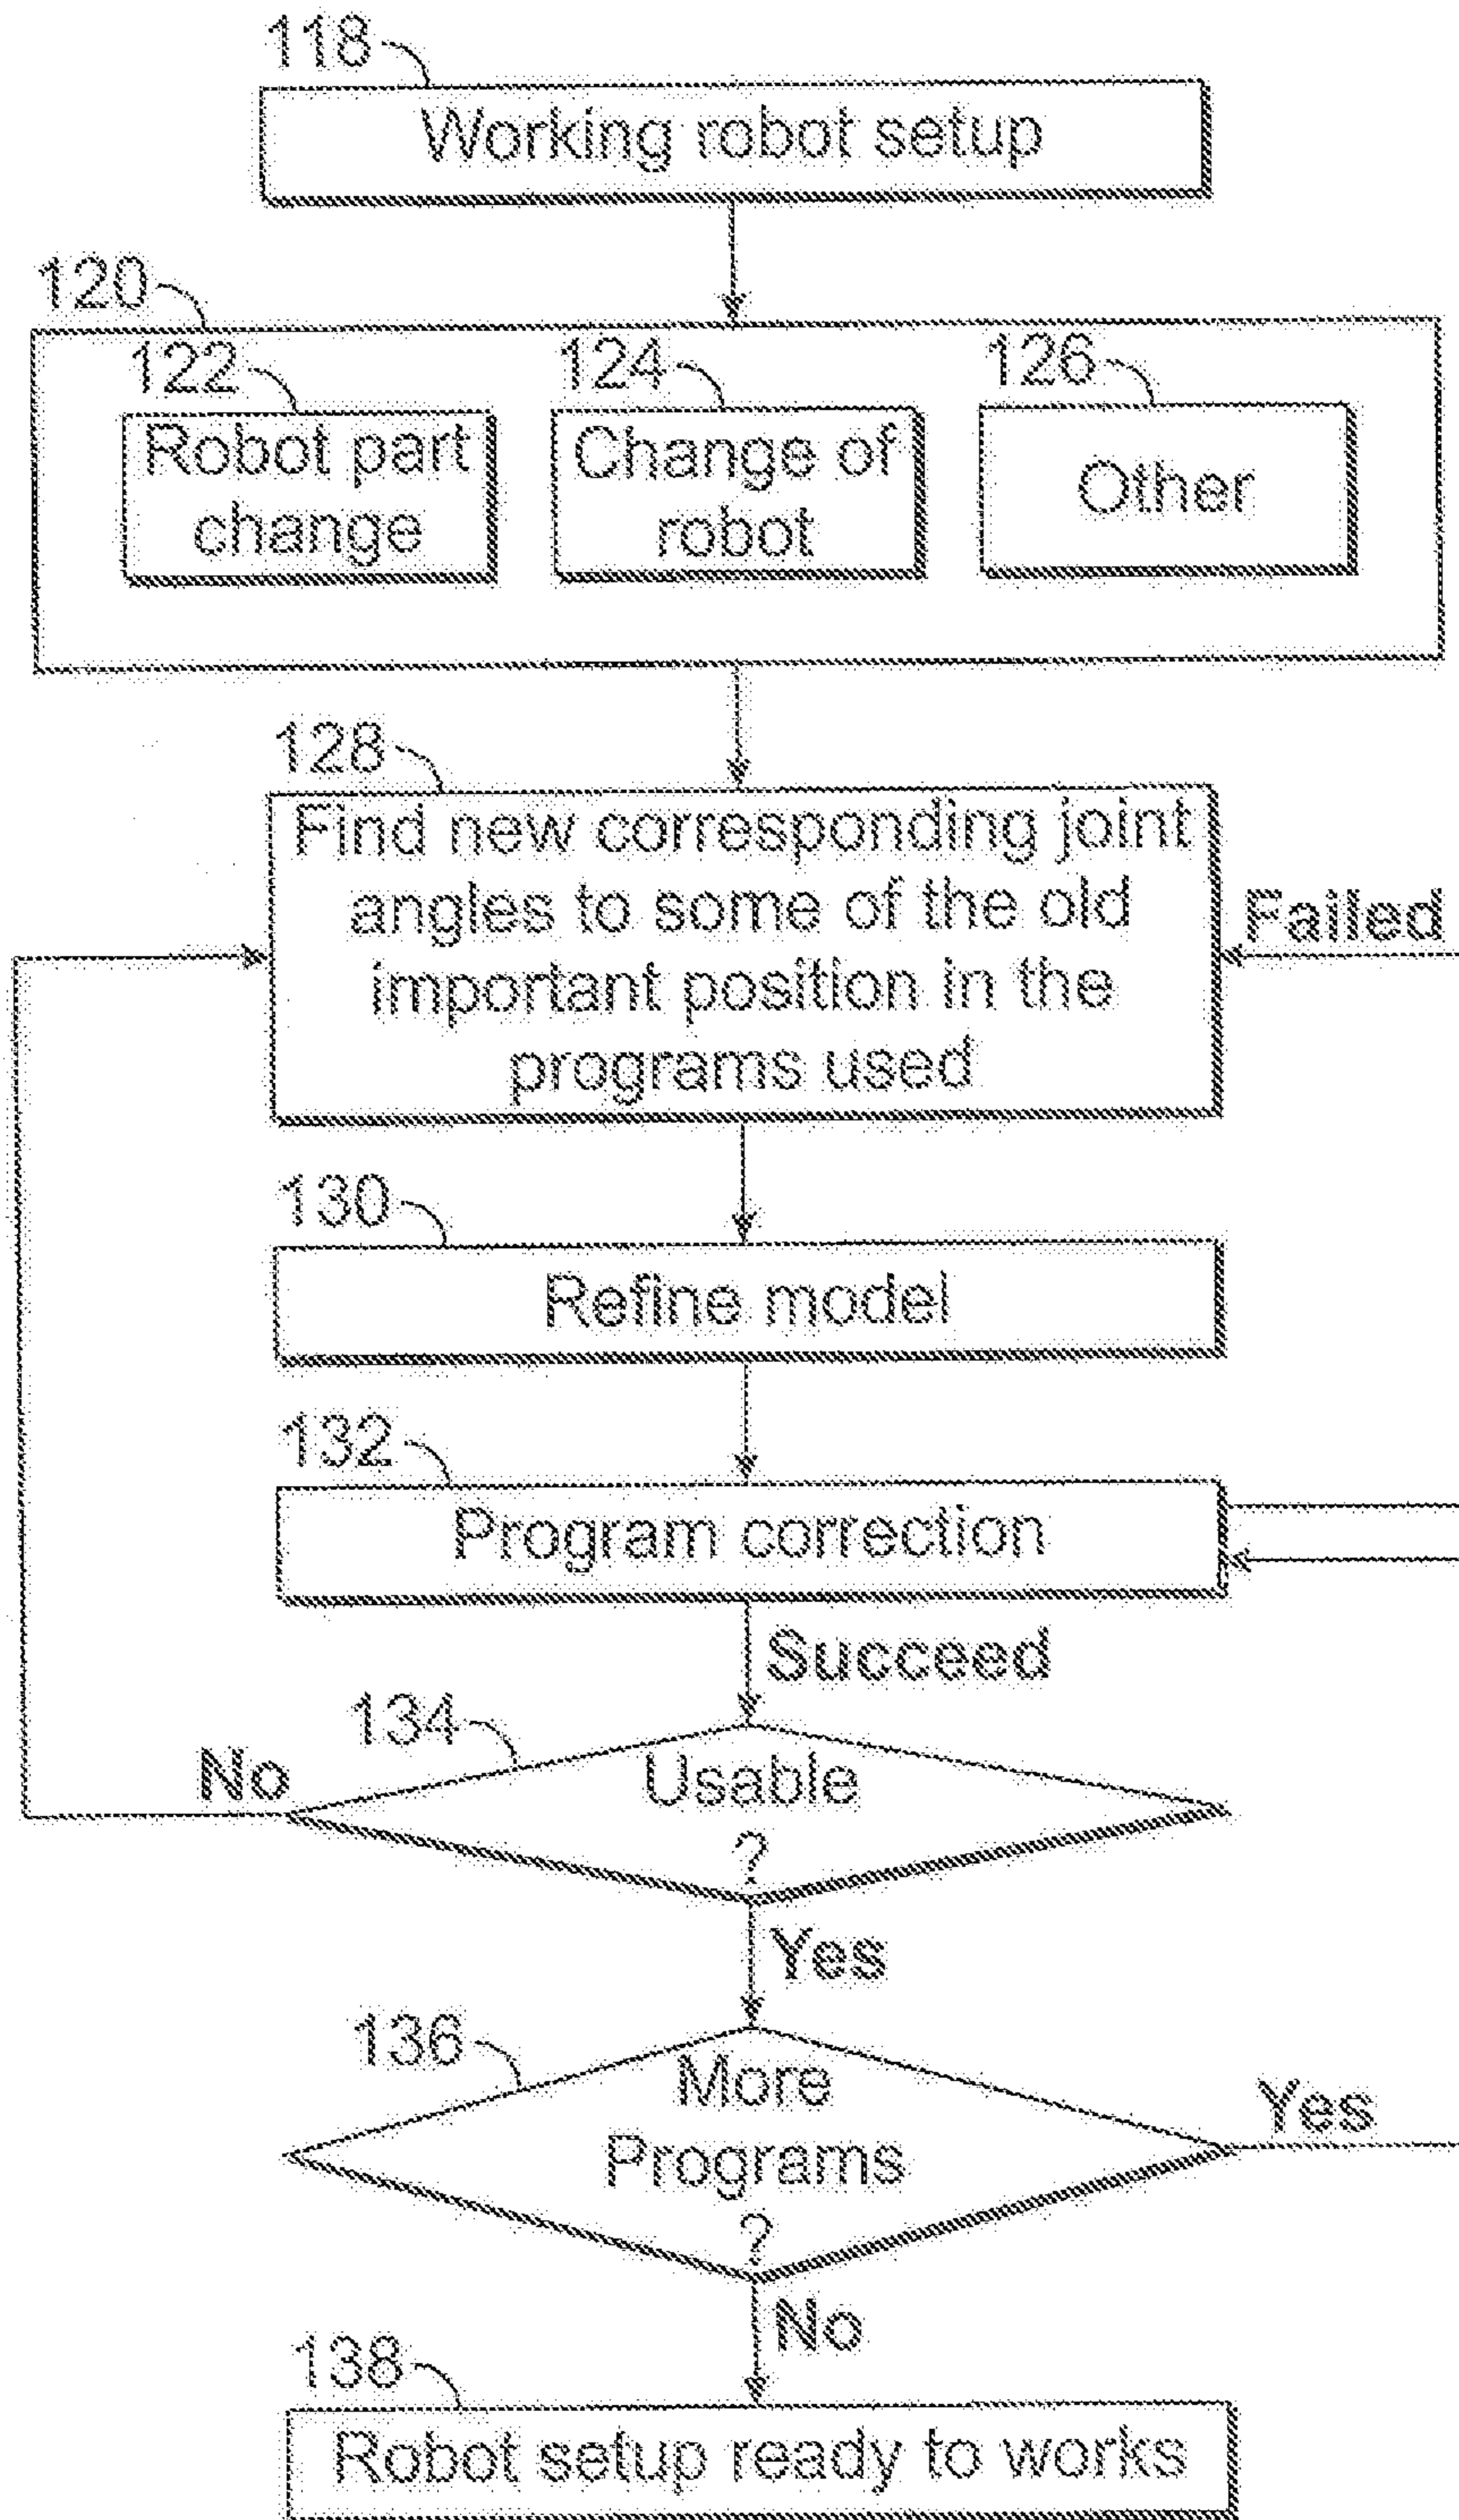 118
Working robot setup
120
122
Robot part
change
124
Change of
robot
126
Other
128
Find new corresponding joint
angles to some of the old
important position in the
programs used
Failed
130
Refine model
132
Program correction
Succeed
134
Usable
?
No
Yes
136
More
Programs
?
Yes
No
138
Robot setup ready to works